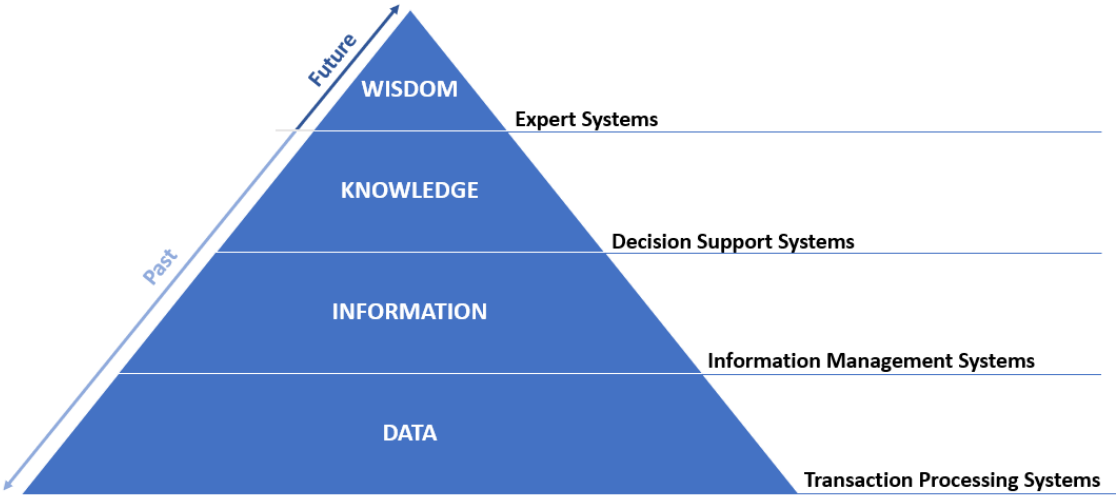 Future
WISDOM
Expert Systems
KNOWLEDGE
Decision Support Systems
Past
INFORMATION
Information Management Systems
DATA
Transaction Processing Systems